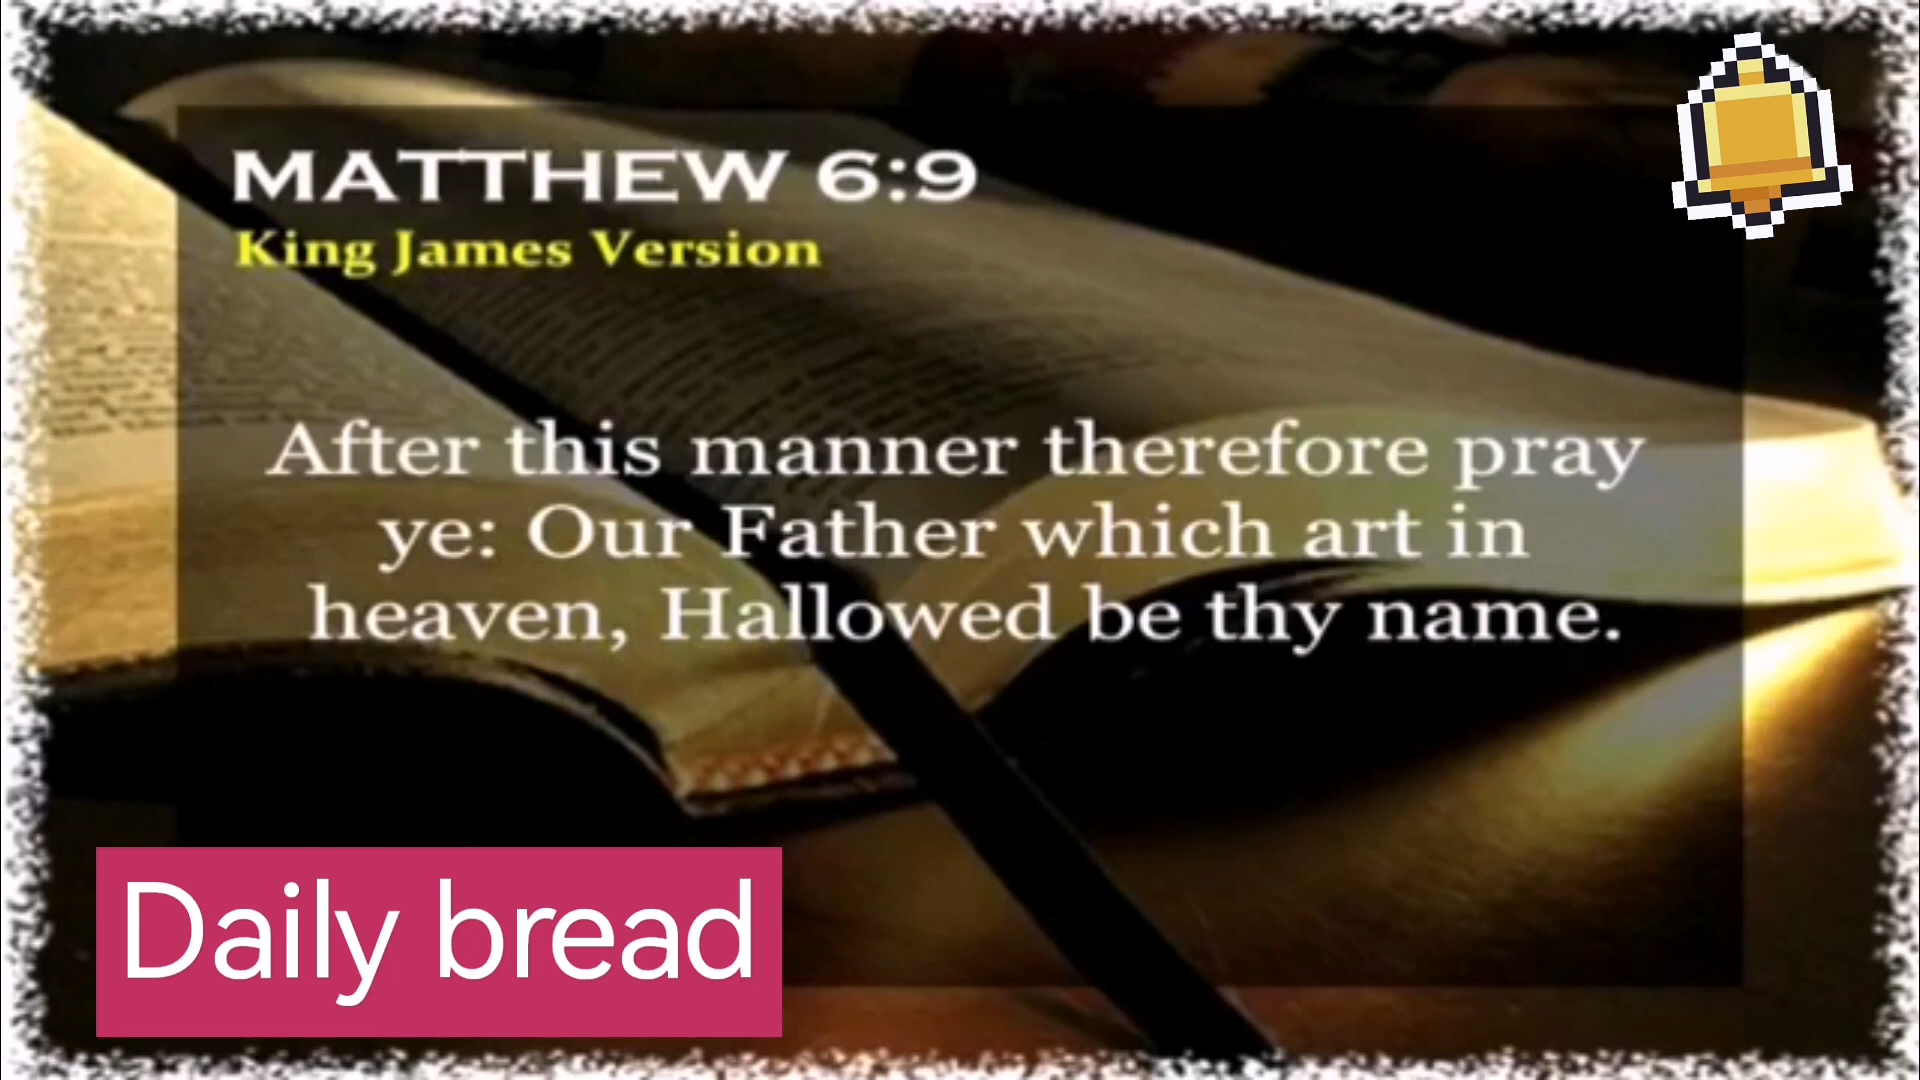 MATTHEW 6:9
King James Version
After this manner therefore pray
ye: Our Father which art in
heaven, Hallowed be thy name.
Daily bread